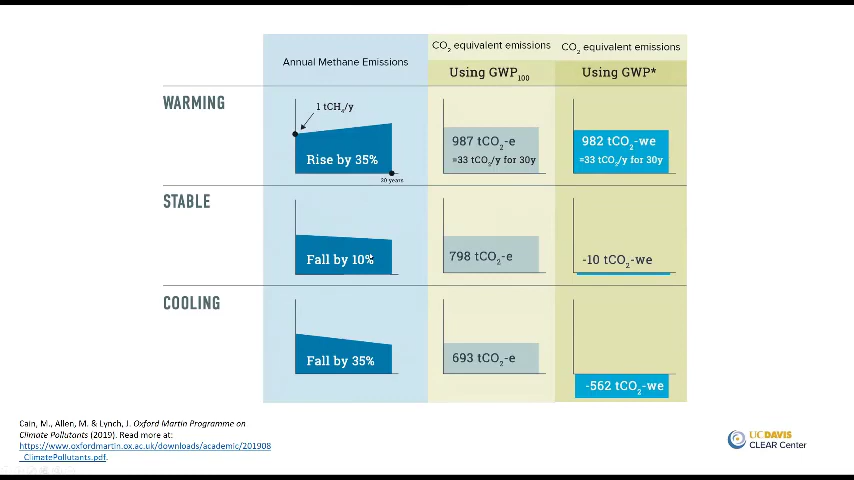 Annual Methane Emissions
CO2 equivalent emissions
Using GWP100
CO2 equivalent emissions
Using GWP*
WARMING
1 tCH4/y
Rise by 35%
30 years
987 tCO2-e
=33 tCO2/y for 30y
982 tCO2-we
=33 tCO2/y for 30y
STABLE
Fall by 10%
798 tCO2-e
-10 tCO2-we
COOLING
Fall by 35%
693 tCO2-e
-562 tCO2-we
Cain, M., Allen, M. & Lynch, J. Oxford Martin Programme on
Climate Pollutants (2019). Read more at:
https://www.oxfordmartin.ox.ac.uk/downloads/academic/201908
_ClimatePollutants.pdf.
UCDAVIS
CLEAR Center